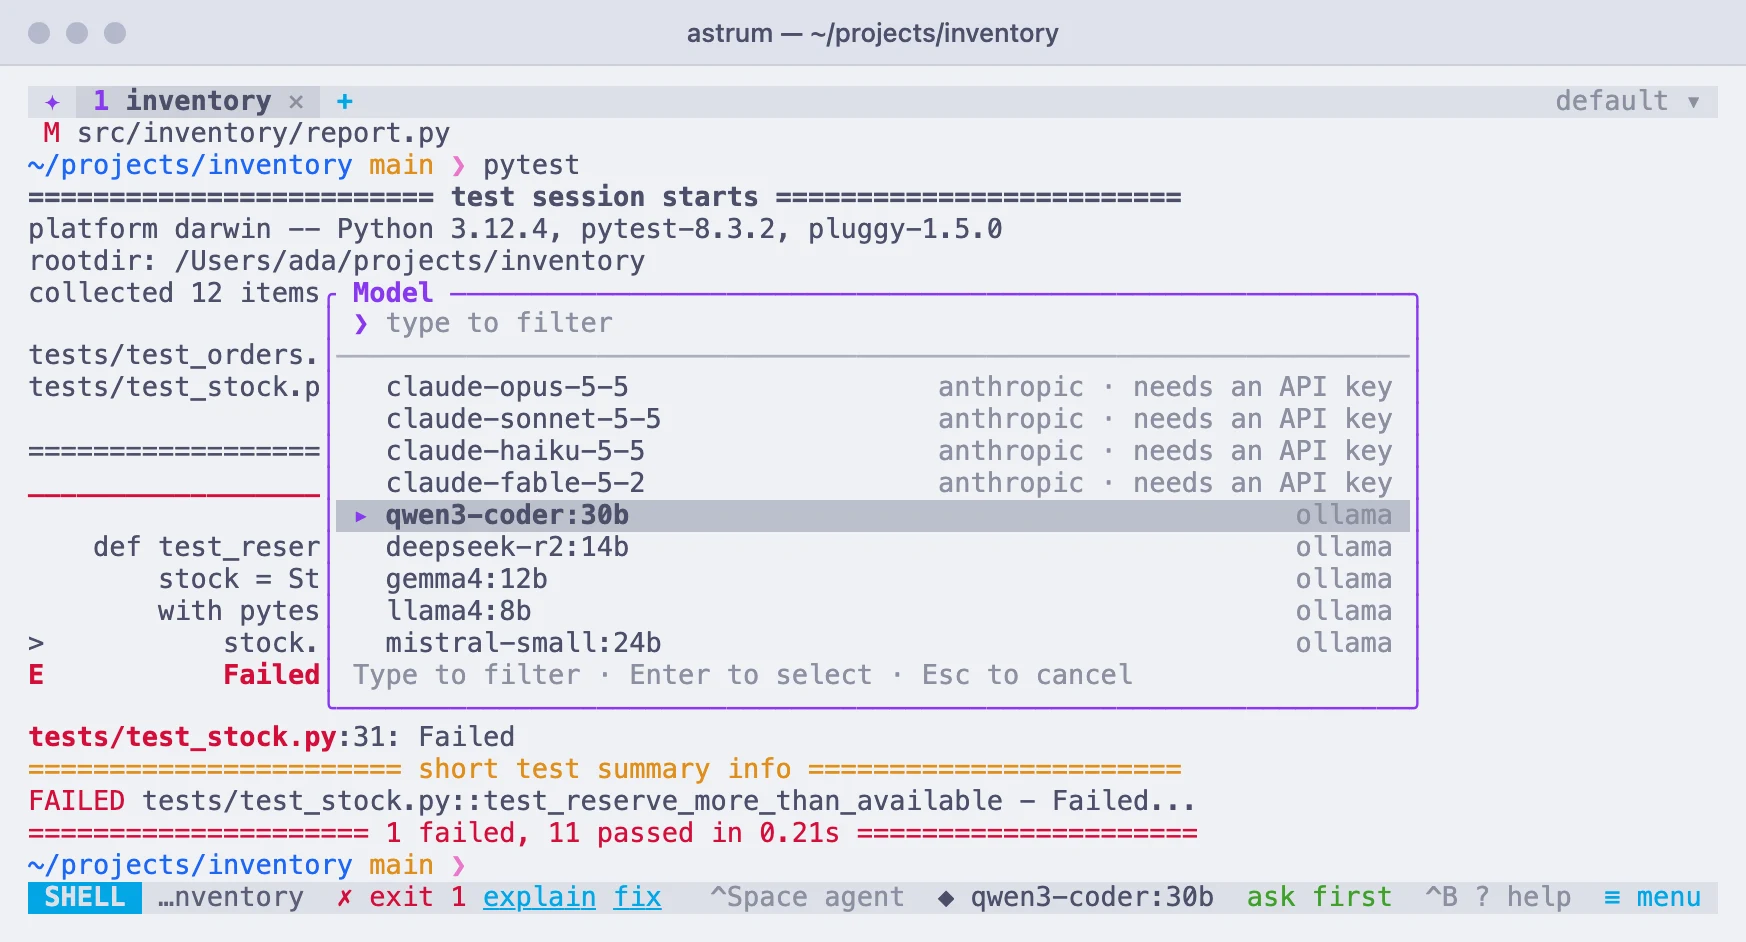 astrum — ~/projects/inventory
✦ 1 inventory × + default ▼
M src/inventory/report.py
~/projects/inventory main ❯ pytest
========================= test session starts =========================
platform darwin -- Python 3.12.4, pytest-8.3.2, pluggy-1.5.0
rootdir: /Users/ada/projects/inventory
collected 12 items
Model
❯ type to filter
tests/test_orders.
claude-opus-5-5 anthropic · needs an API key
tests/test_stock.p
claude-sonnet-5-5 anthropic · needs an API key
claude-haiku-5-5 anthropic · needs an API key
==================
claude-fable-5-2 anthropic · needs an API key
▸ qwen3-coder:30b ollama
def test_reser
deepseek-r2:14b ollama
stock = St
gemma4:12b ollama
with pytes
llama4:8b ollama
> stock.
mistral-small:24b ollama
E Failed
Type to filter · Enter to select · Esc to cancel
tests/test_stock.py:31: Failed
======================= short test summary info =======================
FAILED tests/test_stock.py::test_reserve_more_than_available - Failed...
===================== 1 failed, 11 passed in 0.21s =====================
~/projects/inventory main ❯
SHELL …nventory ✗ exit 1 explain fix ^Space agent ◆ qwen3-coder:30b ask first ^B ? help ≡ menu